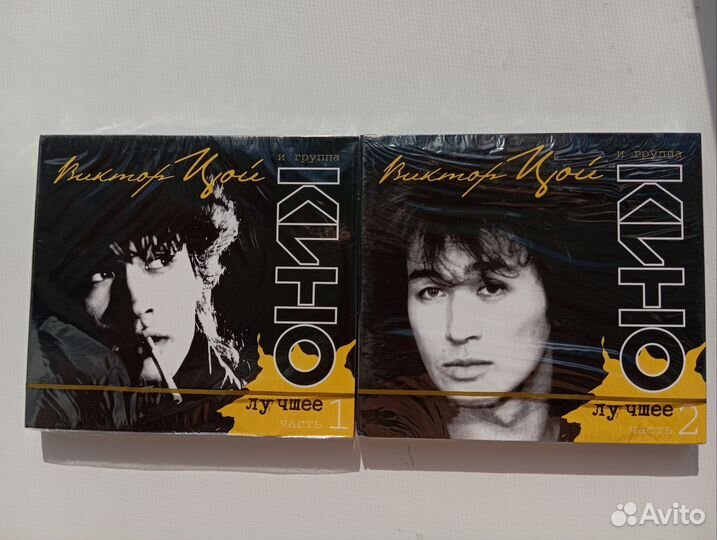 Виктор Цой
и группа
КИНО
лучшее
часть 1
Виктор Цой
и группа
КИНО
лучшее
часть 2
Avito